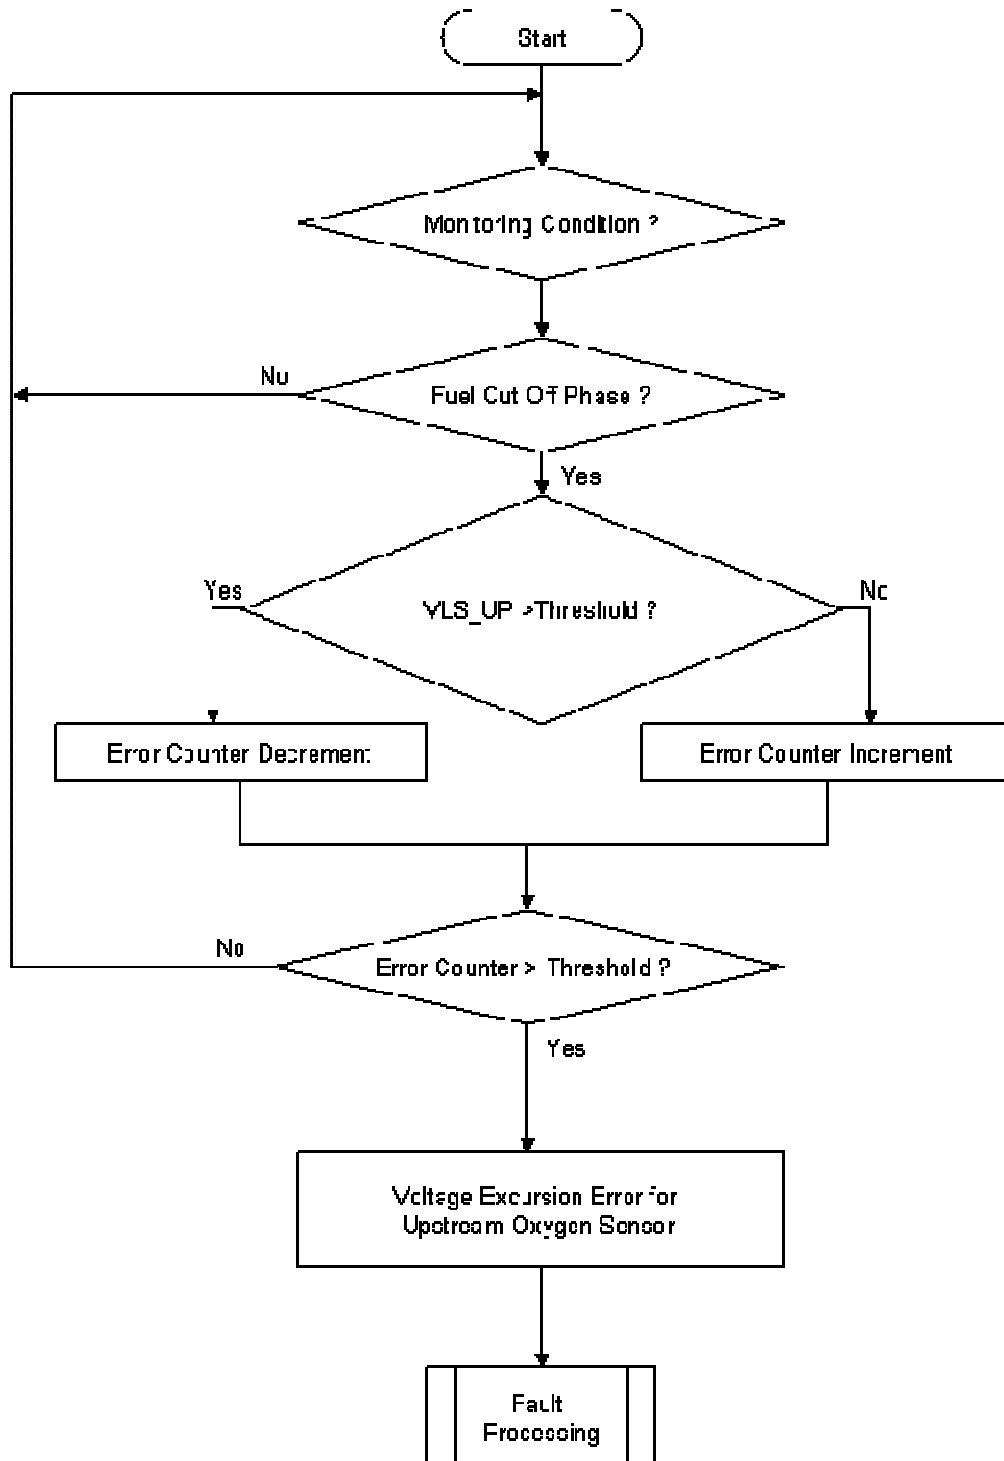 Start
Monitoring Condition ?
No
Fuel Cut Off Phase ?
Yes
Yes
No
VLS_UP >Threshold ?
Error Counter Decrement
Error Counter Increment
No
Error Counter > Threshold ?
Yes
Voltage Excursion Error for
Upstream Oxygen Sensor
Fault
Processing